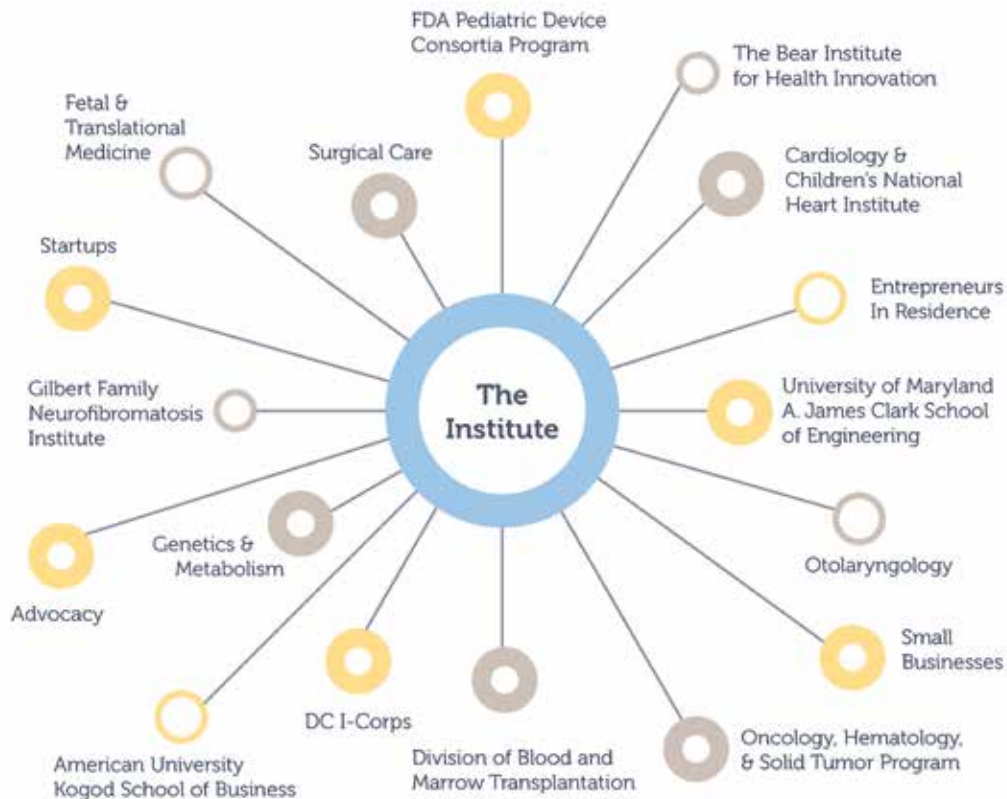 FDA Pediatric Device
Consortia Program
The Bear Institute
for Health Innovation
Fetal &
Translational
Medicine
Surgical Care
Cardiology &
Children's National
Heart Institute
Startups
Entrepreneurs
In Residence
Gilbert Family
Neurofibromatosis
Institute
The
Institute
University of Maryland
A. James Clark School
of Engineering
Genetics &
Metabolism
Otolaryngology
Advocacy
Small
Businesses
DC I-Corps
American University
Kogod School of Business
Division of Blood and
Marrow Transplantation
Oncology, Hematology,
& Solid Tumor Program